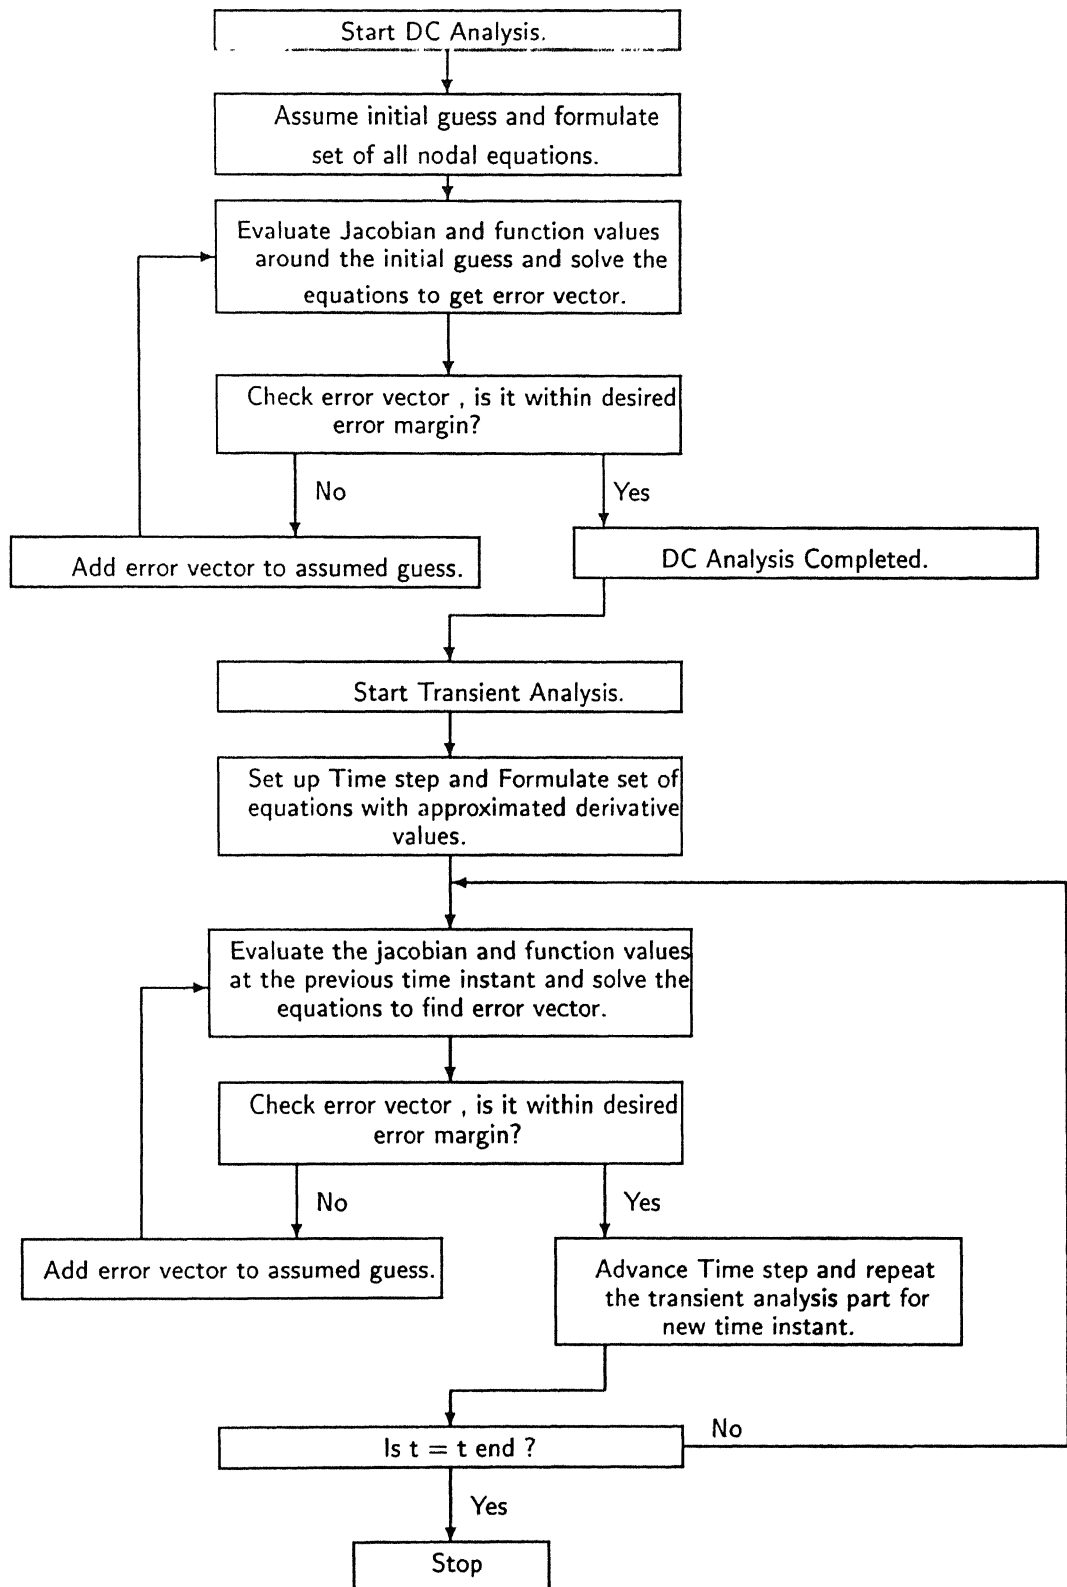 Start DC Analysis.
Assume initial guess and formulate
set of all nodal equations.
Evaluate Jacobian and function values
around the initial guess and solve the
equations to get error vector.
Check error vector , is it within desired
error margin?
No
Yes
Add error vector to assumed guess.
DC Analysis Completed.
Start Transient Analysis.
Set up Time step and Formulate set of
equations with approximated derivative
values.
Evaluate the jacobian and function values
at the previous time instant and solve the
equations to find error vector.
Check error vector , is it within desired
error margin?
No
Yes
Add error vector to assumed guess.
Advance Time step and repeat
the transient analysis part for
new time instant.
Is t = t end ?
No
Yes
Stop